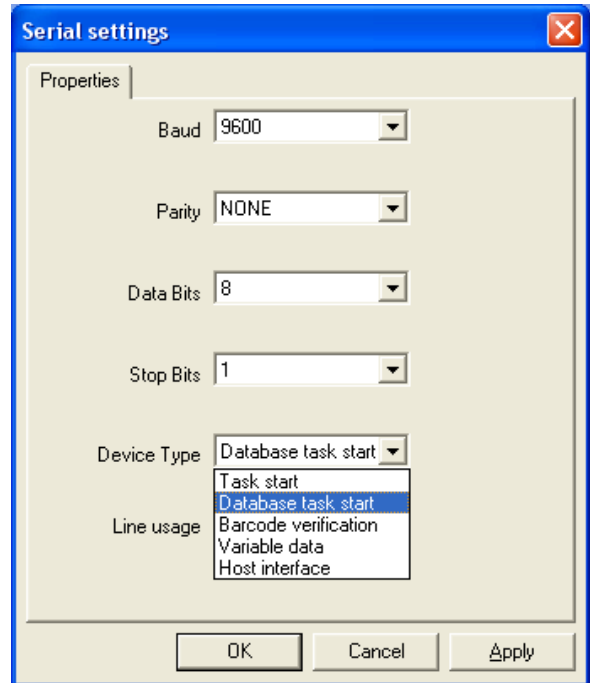 Serial settings
Properties
Baud 9600
Parity NONE
Data Bits 8
Stop Bits 1
Device Type Database task start
Task start
Database task start
Line usage Barcode verification
Variable data
Host interface
OK Cancel Apply